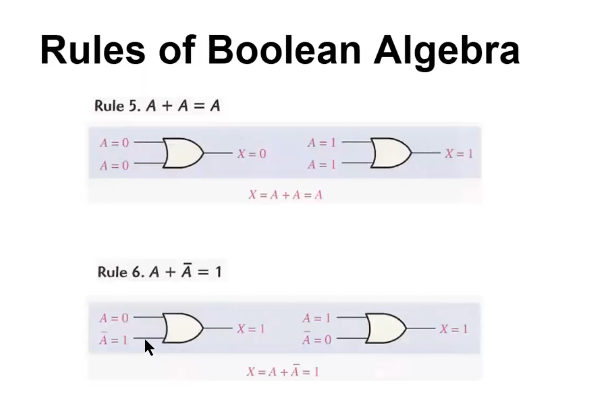 Rules of Boolean Algebra
Rule 5. A + A = A
A = 0 A = 1
X = 0 X = 1
A = 0 A = 1
X = A + A = A
Rule 6. A + A̅ = 1
A = 0 A = 1
X = 1 X = 1
A̅ = 1 A̅ = 0
X = A + A̅ = 1